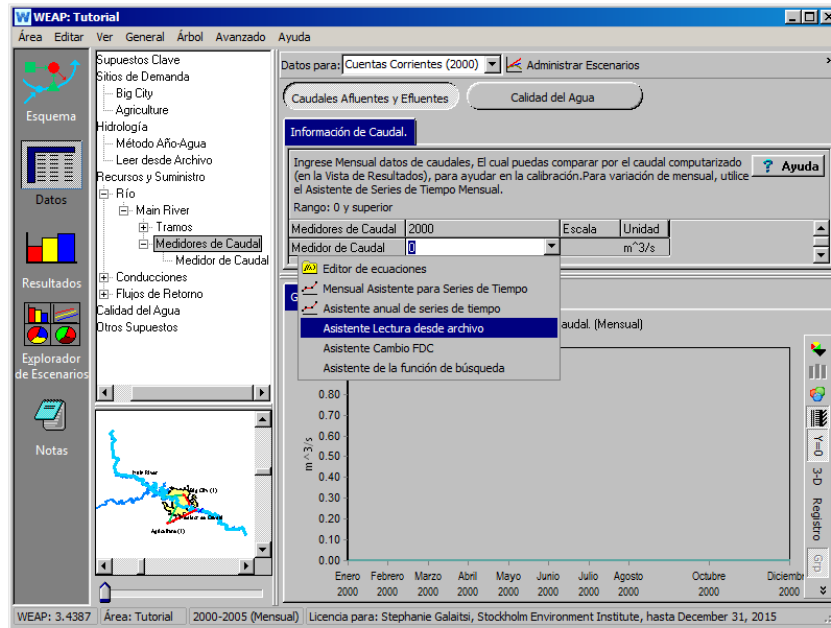 WEAP: Tutorial
Área Editar Ver General Árbol Avanzado Ayuda
Esquema
Datos
Resultados
Explorador
de Escenarios
Notas
Supuestos Clave
Sitios de Demanda
Big City
Agriculture
Hidrología
Método Año-Agua
Leer desde Archivo
Recursos y Suministro
Río
Main River
Tramos
Medidores de Caudal
Medidor de Caudal
Conducciones
Flujos de Retorno
Calidad del Agua
Otros Supuestos
Main River
Big City (1)
Agriculture (1)
Datos para: Cuentas Corrientes (2000) Administrar Escenarios
Caudales Afluentes y Efluentes Calidad del Agua
Información de Caudal.
Ingrese Mensual datos de caudales, El cual puedas comparar por el caudal computarizado
(en la Vista de Resultados), para ayudar en la calibración.Para variación de mensual, utilice
el Asistente de Series de Tiempo Mensual.
Rango: 0 y superior
? Ayuda
Medidores de Caudal 2000 Escala Unidad
Medidor de Caudal 0 m^3/s
Editor de ecuaciones
Mensual Asistente para Series de Tiempo
Asistente anual de series de tiempo
Asistente Lectura desde archivo
Asistente Cambio FDC
Asistente de la función de búsqueda
audal. (Mensual)
m^3/s
0.80
0.70
0.60
0.50
0.40
0.30
0.20
0.10
0.00
Enero Febrero Marzo Abril Mayo Junio Julio Agosto Octubre Diciemb
2000 2000 2000 2000 2000 2000 2000 2000 2000 2000
Y=0
3-D
Registro
Grp
WEAP: 3.4387 Área: Tutorial 2000-2005 (Mensual) Licencia para: Stephanie Galaitsi, Stockholm Environment Institute, hasta December 31, 2015